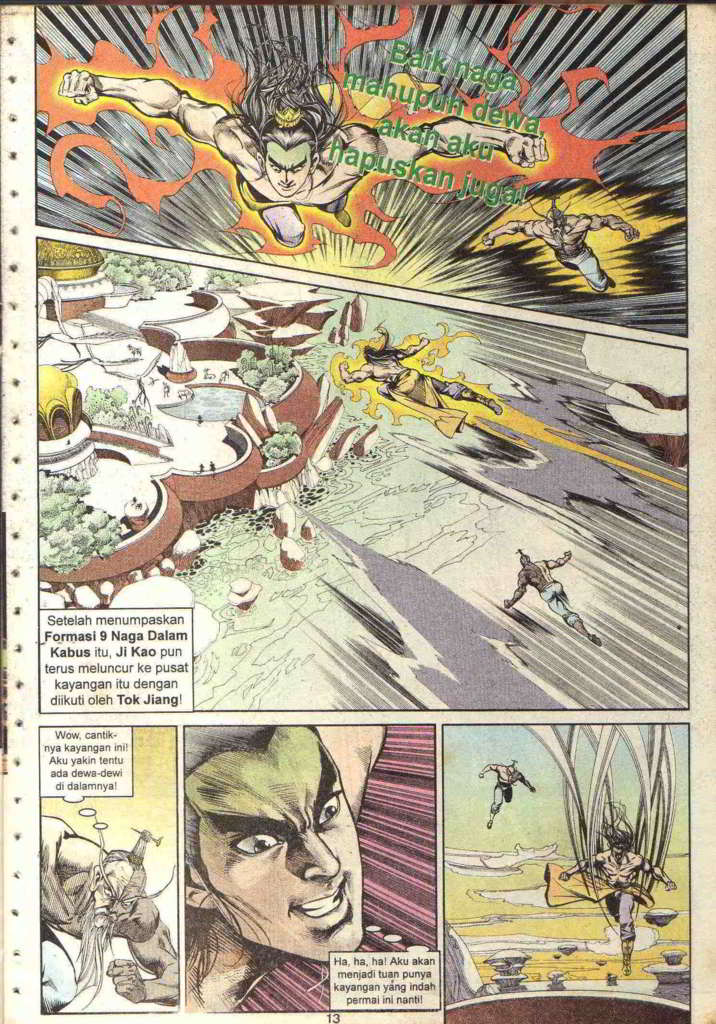 Baik naga
mahupun dewa,
akan aku
hapuskan juga!
Setelah menumpaskan
Formasi 9 Naga Dalam
Kabus itu, Ji Kao pun
terus meluncur ke pusat
kayangan itu dengan
diikuti oleh Tok Jiang!
Wow, cantik-
nya kayangan ini!
Aku yakin tentu
ada dewa-dewi
di dalamnya!
Ha, ha, ha! Aku akan
menjadi tuan punya
kayangan yang indah
permai ini nanti!
13